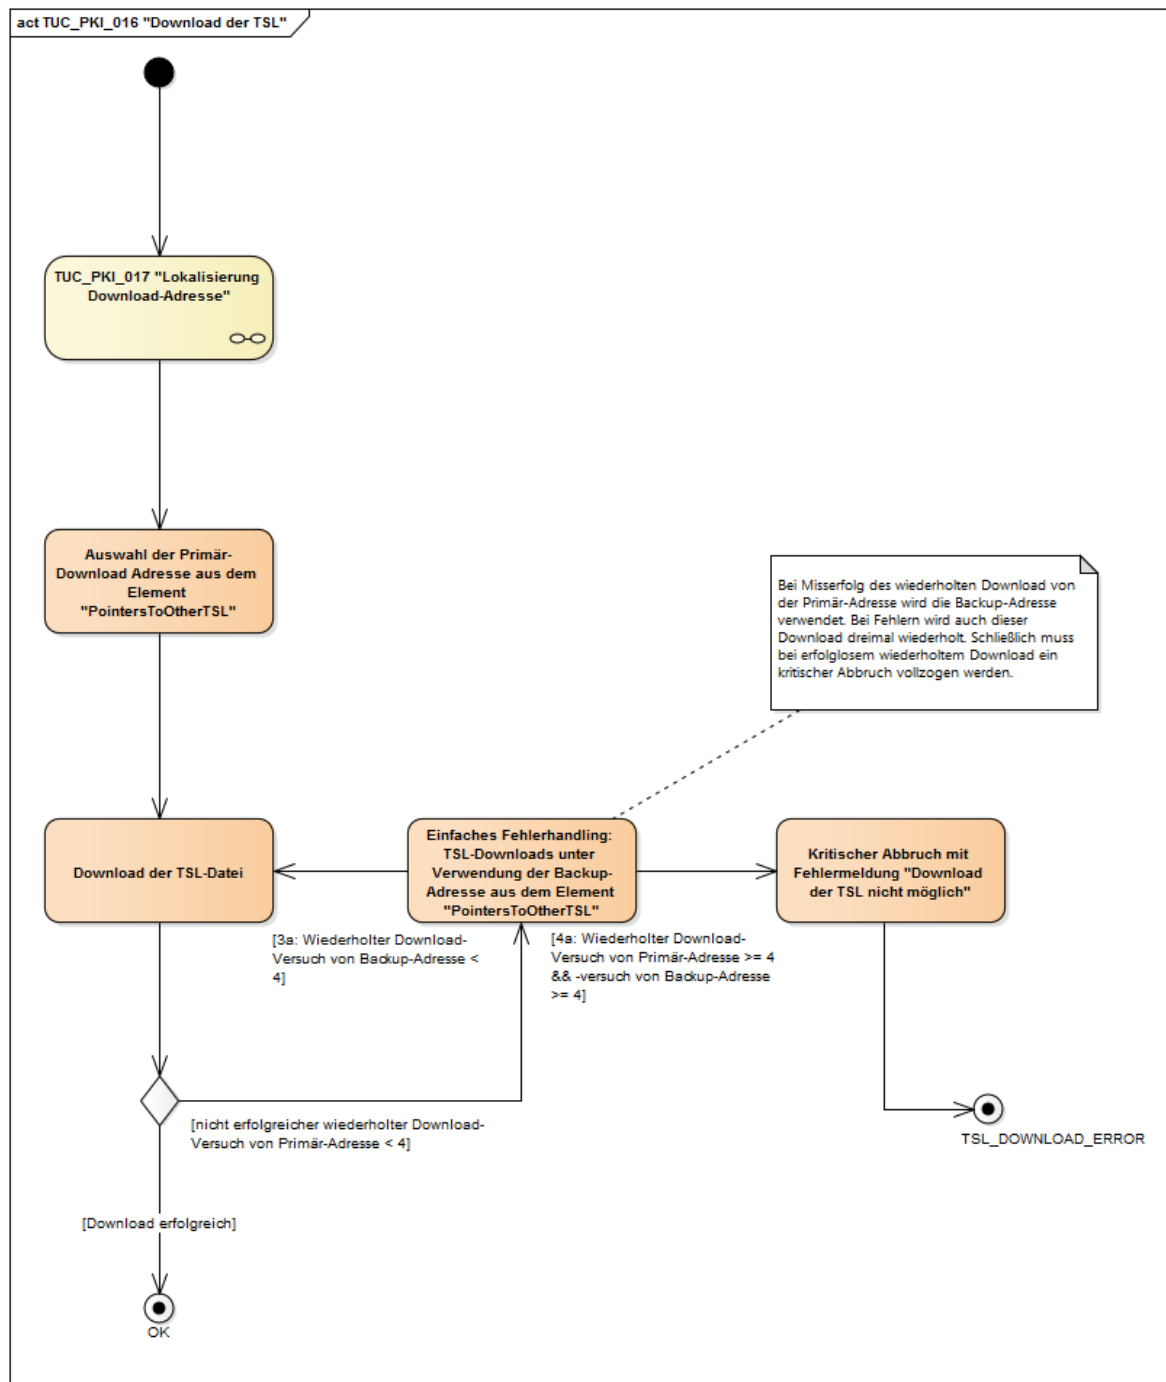 act TUC_PKI_016 "Download der TSL"
TUC_PKI_017 "Lokalisierung
Download-Adresse"
Auswahl der Primär-
Download Adresse aus dem
Element
"PointersToOtherTSL"
Bei Misserfolg des wiederholten Download von
der Primär-Adresse wird die Backup-Adresse
verwendet. Bei Fehlern wird auch dieser
Download dreimal wiederholt. Schließlich muss
bei erfolglosem wiederholtem Download ein
kritischer Abbruch vollzogen werden.
Download der TSL-Datei
Einfaches Fehlerhandling:
TSL-Downloads unter
Verwendung der Backup-
Adresse aus dem Element
"PointersToOtherTSL"
Kritischer Abbruch mit
Fehlermeldung "Download
der TSL nicht möglich"
[3a: Wiederholter Download-
Versuch von Backup-Adresse <
4]
[4a: Wiederholter Download-
Versuch von Primär-Adresse >= 4
&& -versuch von Backup-Adresse
>= 4]
[nicht erfolgreicher wiederholter Download-
Versuch von Primär-Adresse < 4]
TSL_DOWNLOAD_ERROR
[Download erfolgreich]
OK